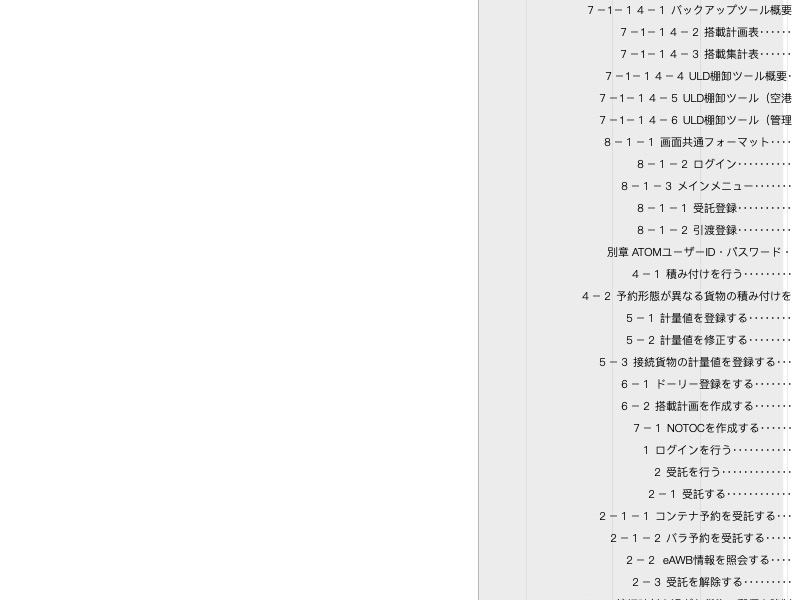 ７－1－１４－１ バックアップツール概要
７－1－１４－２ 搭載計画表･･････
７－1－１４－３ 搭載集計表･･････
７－1－１４－４ ULD棚卸ツール概要･
７－1－１４－５ ULD棚卸ツール（空港
７－1－１４－６ ULD棚卸ツール（管理
８－１－１ 画面共通フォーマット････
８－１－２ ログイン･･････････
８－１－３ メインメニュー･･･････
８－１－１ 受託登録･･････････
８－１－２ 引渡登録･･････････
別章 ATOMユーザーID・パスワード・
４－１ 積み付けを行う･････････
４－２ 予約形態が異なる貨物の積み付けを
５－１ 計量値を登録する････････
５－２ 計量値を修正する････････
５－３ 接続貨物の計量値を登録する･･･
６－１ ドーリー登録をする･･･････
６－２ 搭載計画を作成する･･･････
７－１ NOTOCを作成する･･････
１ ログインを行う･･･････････
２ 受託を行う･････････････
２－１ 受託する････････････
２－１－１ コンテナ予約を受託する･･･
２－１－２ バラ予約を受託する･････
２－２ eAWB情報を照会する････
２－３ 受託を解除する･････････